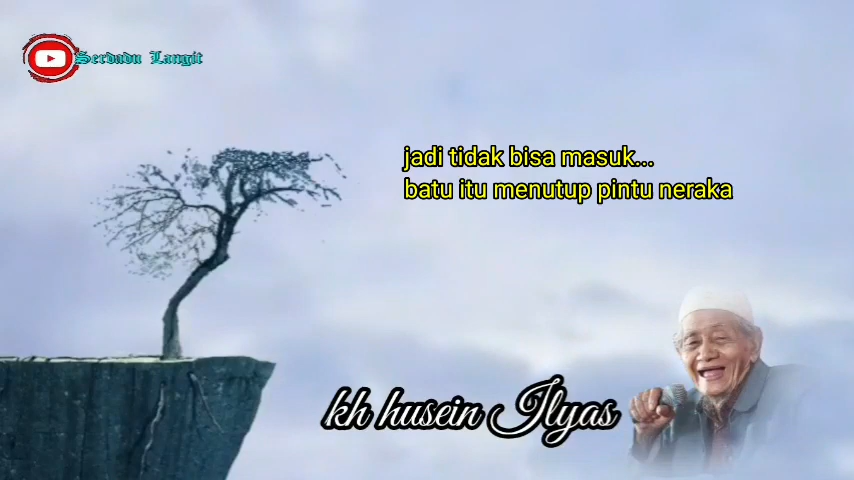 Serdadu Langit
jadi tidak bisa masuk...
batu itu menutup pintu neraka
kh husein Ilyas